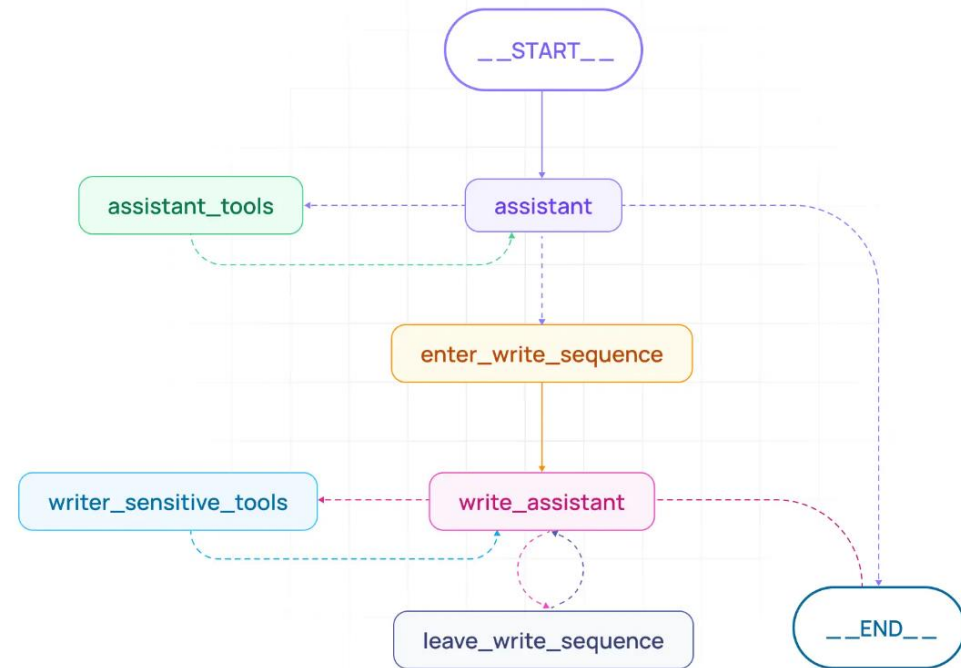 __START__
assistant_tools
assistant
enter_write_sequence
writer_sensitive_tools
write_assistant
leave_write_sequence
__END__